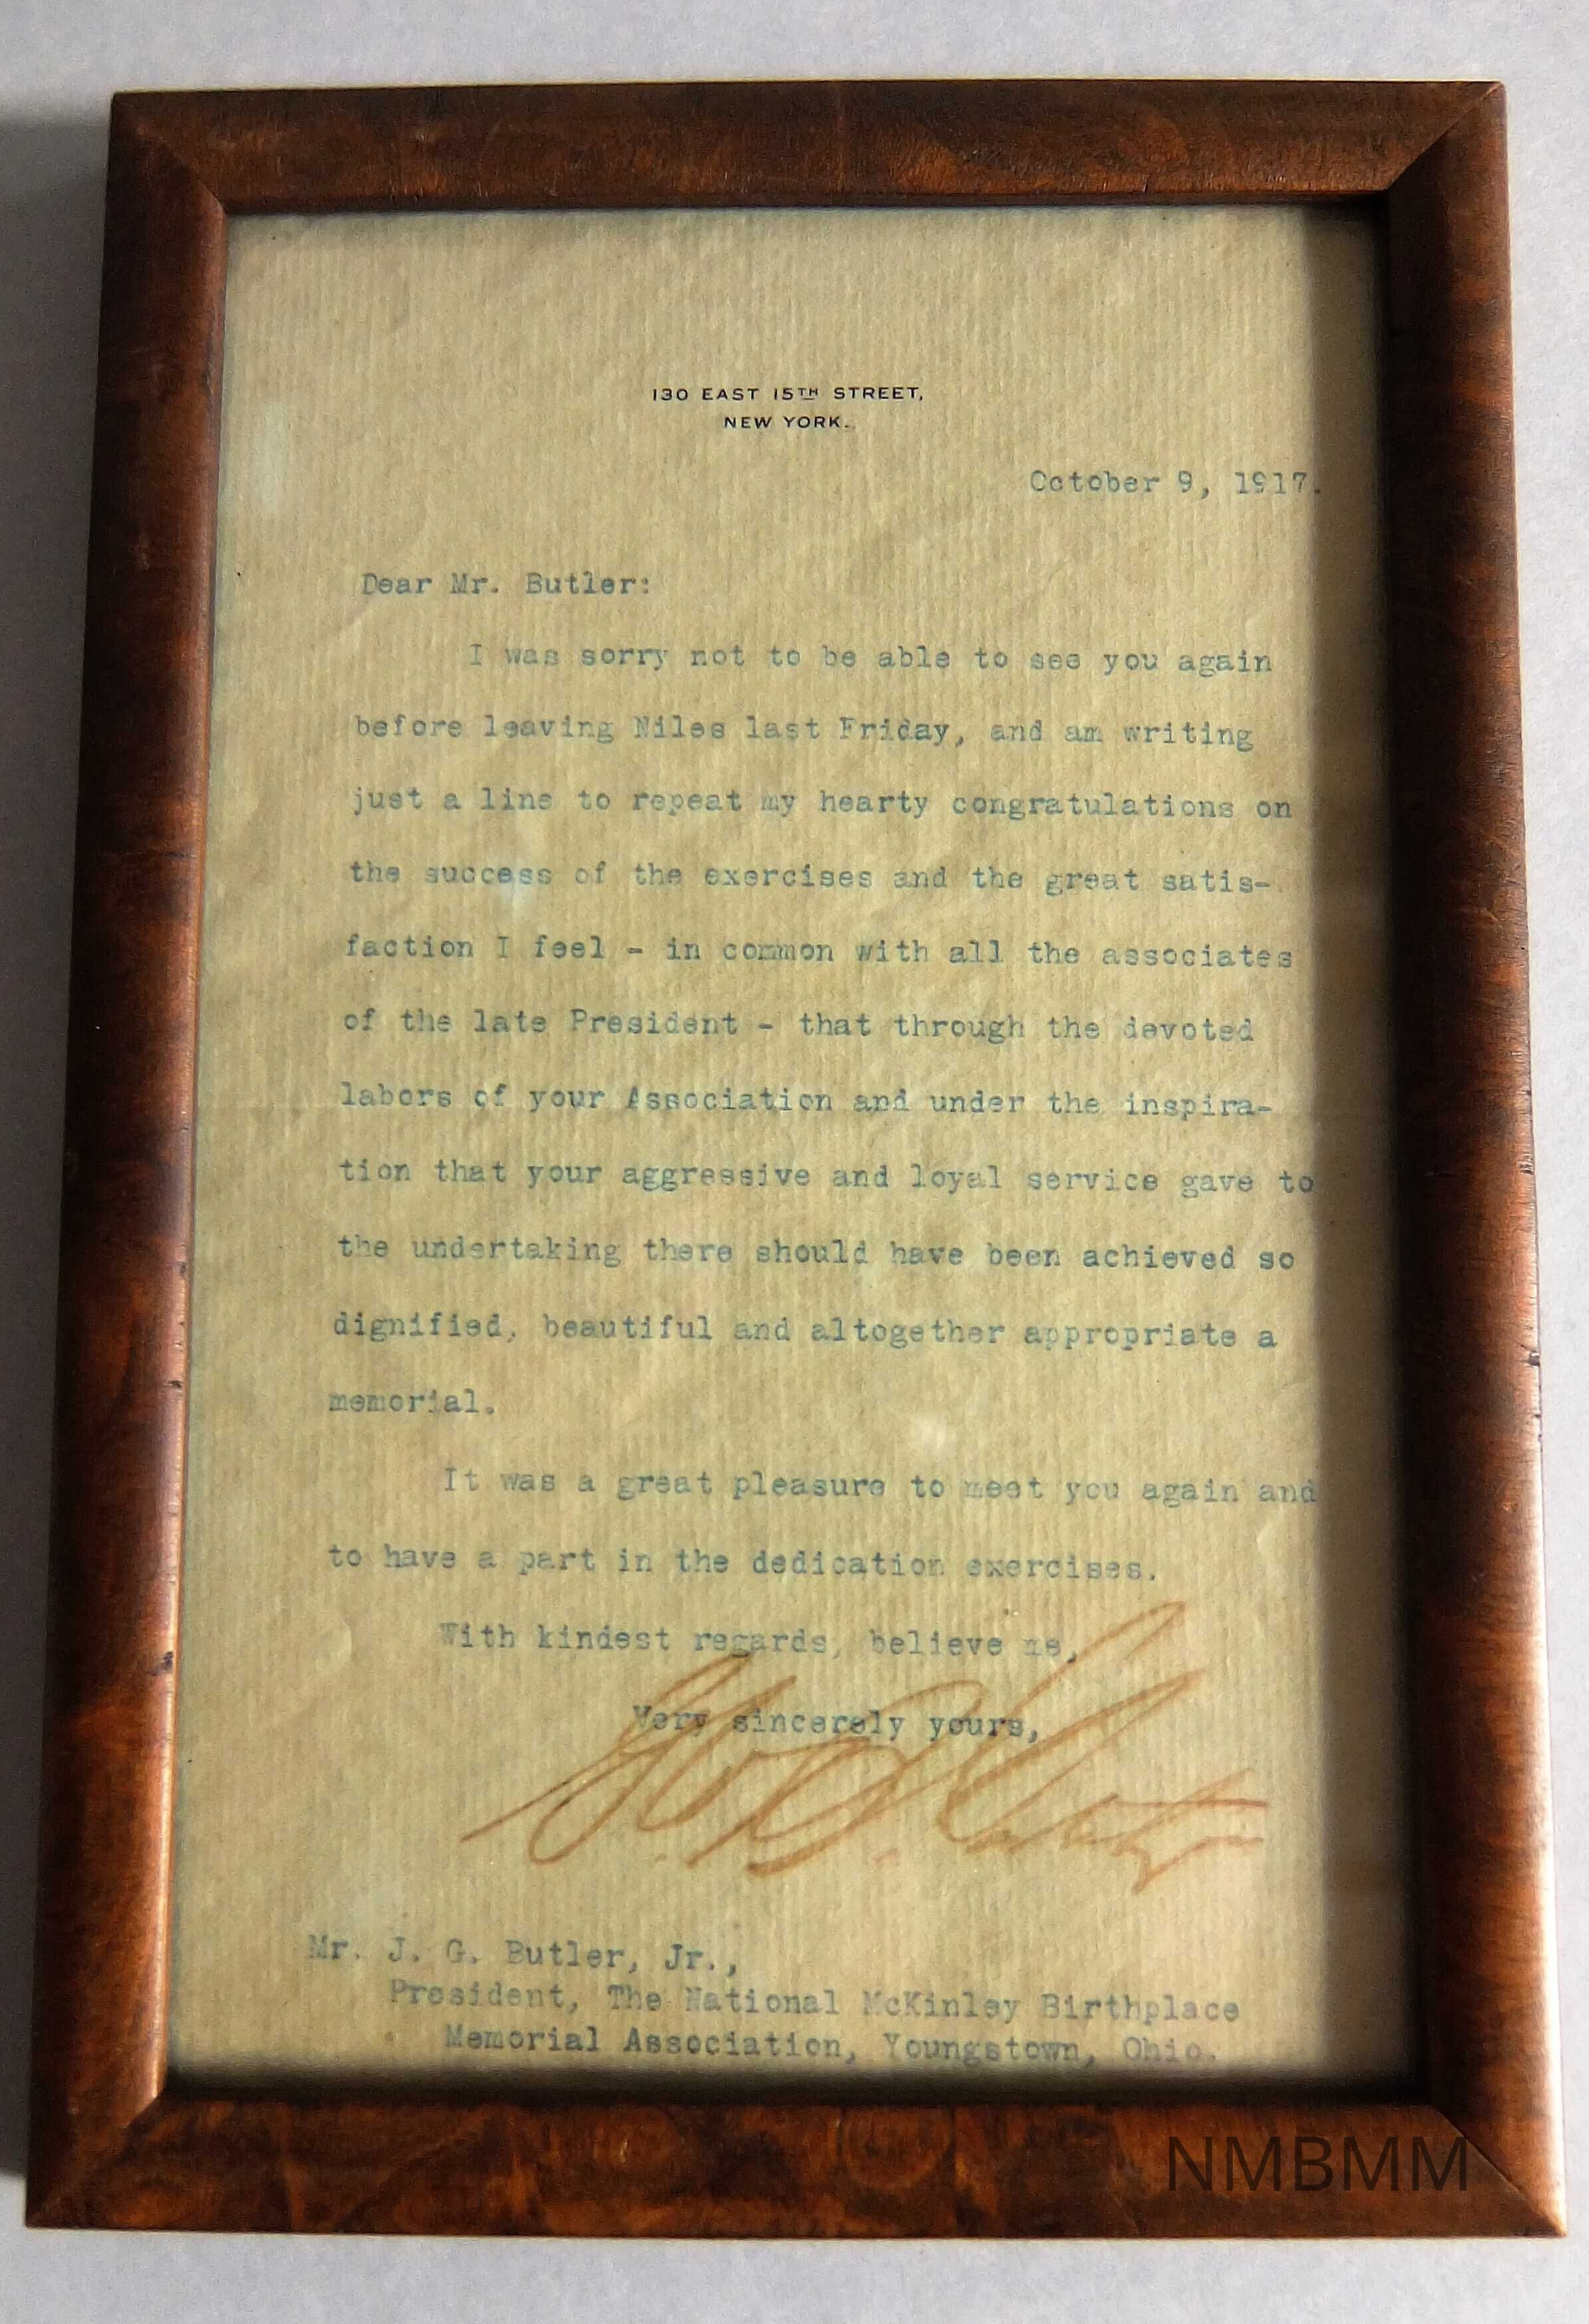 130 EAST 15TH STREET,
NEW YORK.
October 9, 1917.
Dear Mr. Butler:
I was sorry not to be able to see you again
before leaving Niles last Friday, and am writing
just a line to repeat my hearty congratulations on
the success of the exercises and the great satis-
faction I feel - in common with all the associates
of the late President - that through the devoted
labors of your Association and under the inspira-
tion that your aggressive and loyal service gave to
the undertaking there should have been achieved so
dignified, beautiful and altogether appropriate a
memorial.
It was a great pleasure to meet you again and
to have a part in the dedication exercises.
With kindest regards, believe me,
Very sincerely yours,
Mr. J. G. Butler, Jr.,
President, The National McKinley Birthplace
Memorial Association, Youngstown, Ohio.
NMBMM